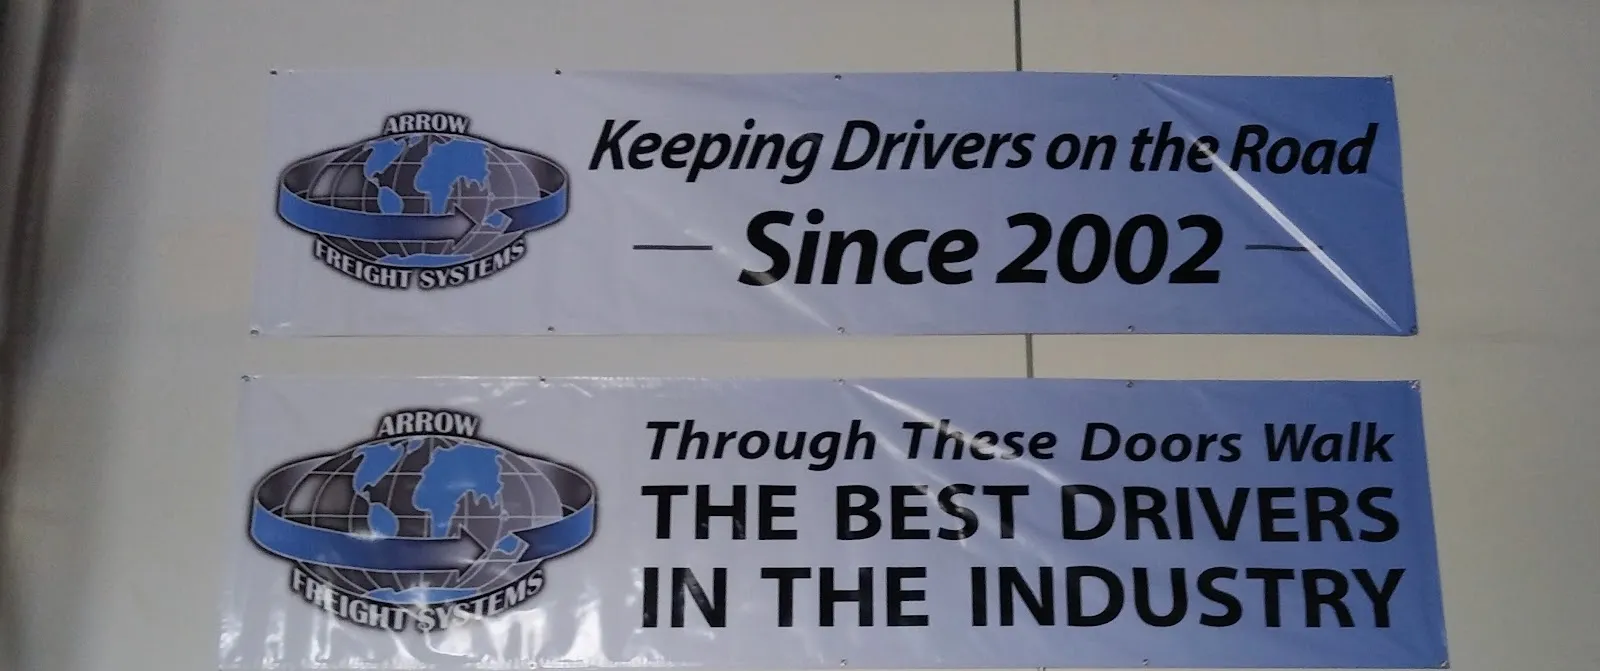 ARROW
FREIGHT SYSTEMS
Keeping Drivers on the Road
Since 2002
ARROW
FREIGHT SYSTEMS
Through These Doors Walk
THE BEST DRIVERS
IN THE INDUSTRY